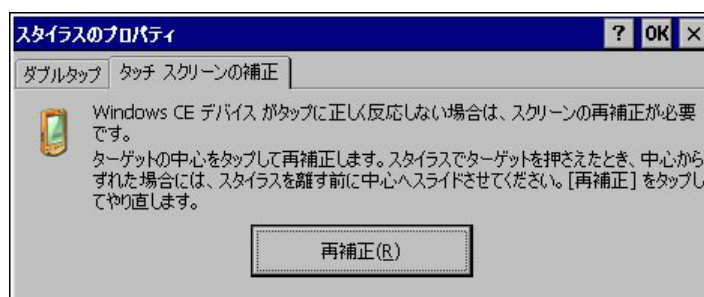 スタイラスのプロパティ ? OK ×
ダブルタップ タッチ スクリーンの補正
Windows CE デバイス がタップに正しく反応しない場合は、スクリーンの再補正が必要
です。
ターゲットの中心をタップして再補正します。スタイラスでターゲットを押さえたとき、中心から
ずれた場合には、スタイラスを離す前に中心へスライドさせてください。[再補正] をタップし
てやり直します。
再補正(R)